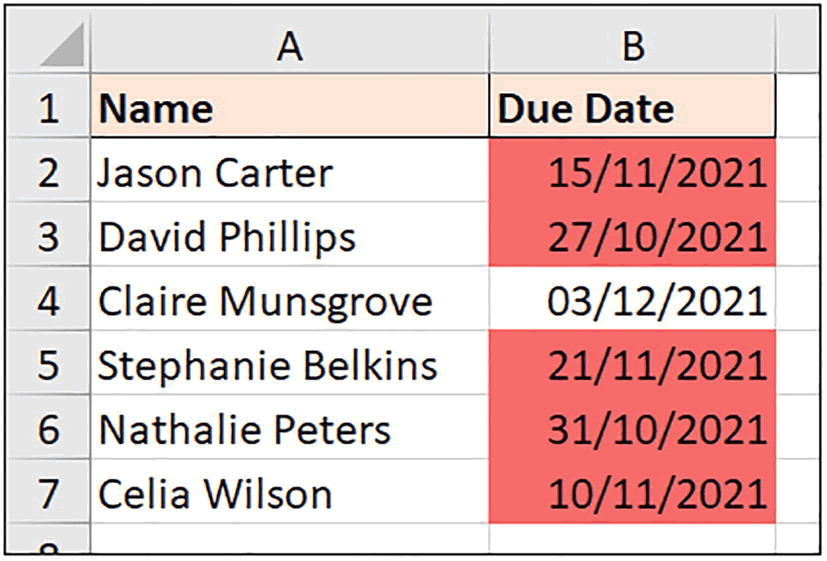 A B
1 Name Due Date
2 Jason Carter 15/11/2021
3 David Phillips 27/10/2021
4 Claire Munsgrove 03/12/2021
5 Stephanie Belkins 21/11/2021
6 Nathalie Peters 31/10/2021
7 Celia Wilson 10/11/2021
8